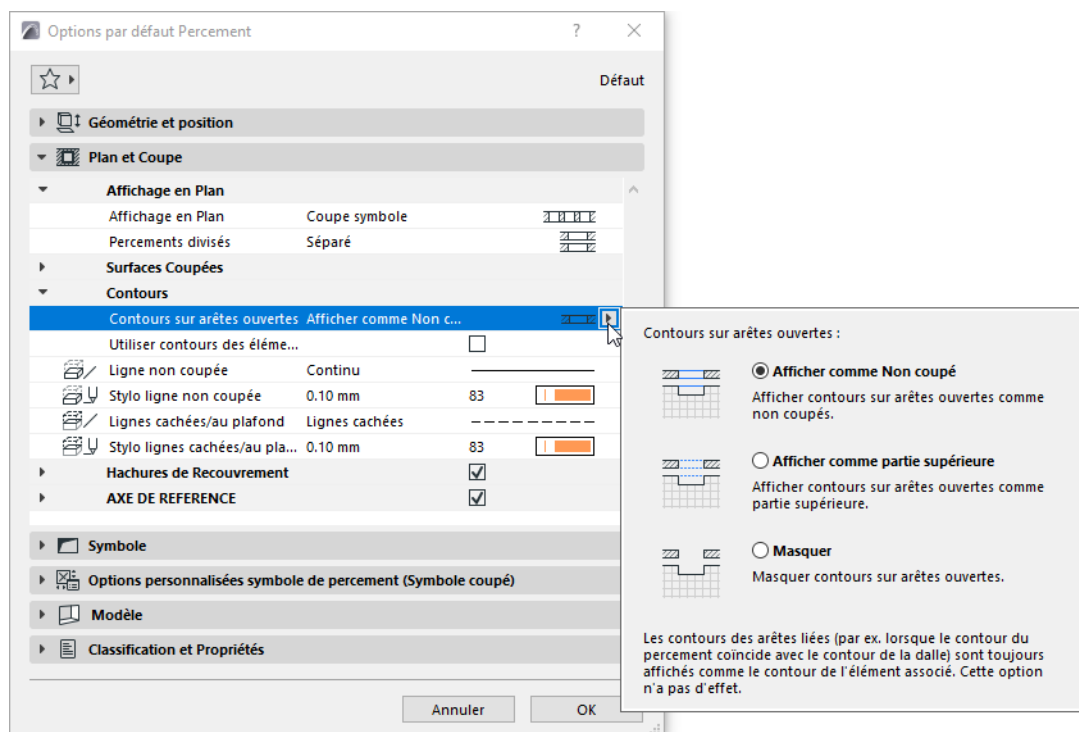 Options par défaut Percement
?
Défaut
Géométrie et position
Plan et Coupe
Affichage en Plan
Affichage en Plan Coupe symbole
Percements divisés Séparé
Surfaces Coupées
Contours
Contours sur arêtes ouvertes Afficher comme Non c...
Utiliser contours des éléme...
Ligne non coupée Continu
Stylo ligne non coupée 0.10 mm 83
Lignes cachées/au plafond Lignes cachées
Stylo lignes cachées/au pla... 0.10 mm 83
Hachures de Recouvrement
AXE DE REFERENCE
Symbole
Options personnalisées symbole de percement (Symbole coupé)
Modèle
Classification et Propriétés
Annuler OK
Contours sur arêtes ouvertes :
Afficher comme Non coupé
Afficher contours sur arêtes ouvertes comme
non coupés.
Afficher comme partie supérieure
Afficher contours sur arêtes ouvertes comme
partie supérieure.
Masquer
Masquer contours sur arêtes ouvertes.
Les contours des arêtes liées (par ex. lorsque le contour du
percement coïncide avec le contour de la dalle) sont toujours
affichés comme le contour de l'élément associé. Cette option
n'a pas d'effet.